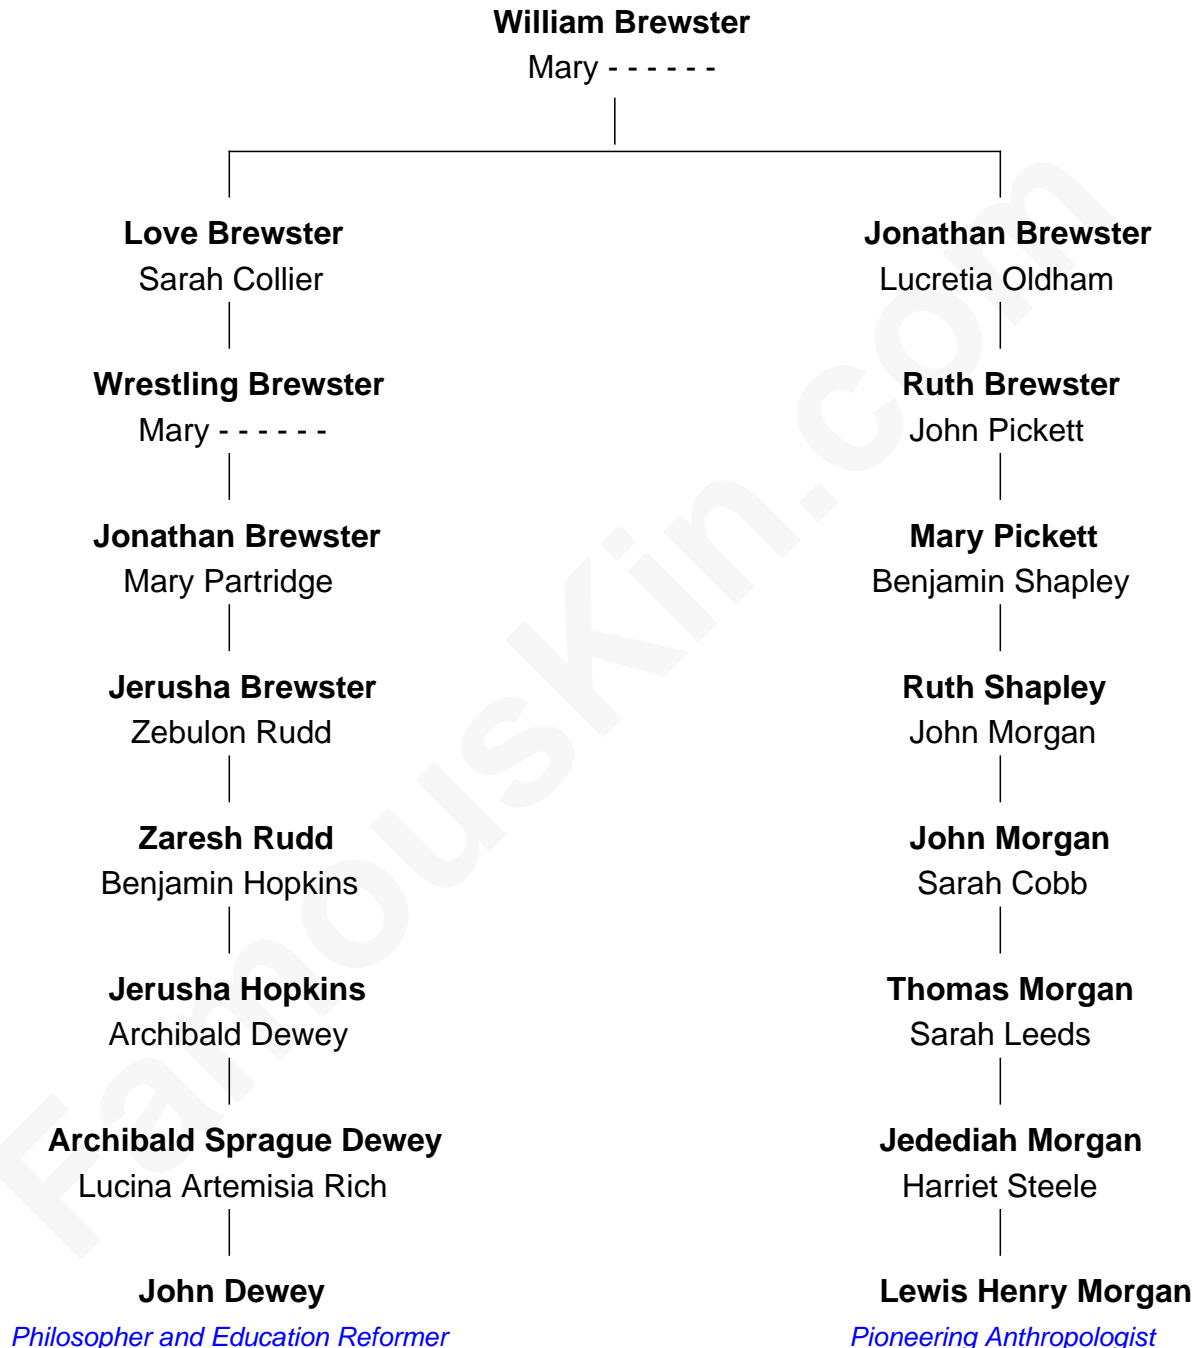 William Brewster
Mary - - - - - -
Love Brewster
Sarah Collier
Jonathan Brewster
Lucretia Oldham
Wrestling Brewster
Mary - - - - - -
Ruth Brewster
John Pickett
Jonathan Brewster
Mary Partridge
Mary Pickett
Benjamin Shapley
Jerusha Brewster
Zebulon Rudd
Ruth Shapley
John Morgan
Zaresh Rudd
Benjamin Hopkins
John Morgan
Sarah Cobb
Jerusha Hopkins
Archibald Dewey
Thomas Morgan
Sarah Leeds
Archibald Sprague Dewey
Lucina Artemisia Rich
Jedediah Morgan
Harriet Steele
John Dewey
Philosopher and Education Reformer
Lewis Henry Morgan
Pioneering Anthropologist
FamousKin.com